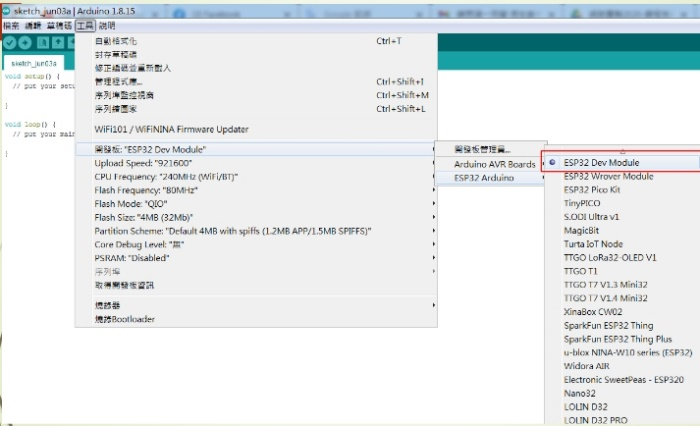 sketch_jun03a | Arduino 1.8.15
檔案 編輯 草稿碼 工具 說明
sketch_jun03a
void setup() {
// put your setu
}
void loop() {
// put your main
}
自動格式化 Ctrl+T
封存草稿碼
修正編碼並重新載入
管理程式庫... Ctrl+Shift+I
序列埠監控視窗 Ctrl+Shift+M
序列繪圖家 Ctrl+Shift+L
WiFi101 / WiFiNINA Firmware Updater
開發板: "ESP32 Dev Module"
Upload Speed: "921600"
CPU Frequency: "240MHz (WiFi/BT)"
Flash Frequency: "80MHz"
Flash Mode: "QIO"
Flash Size: "4MB (32Mb)"
Partition Scheme: "Default 4MB with spiffs (1.2MB APP/1.5MB SPIFFS)"
Core Debug Level: "無"
PSRAM: "Disabled"
序列埠
取得開發板資訊
燒錄器
燒錄Bootloader
開發板管理員...
Arduino AVR Boards
ESP32 Arduino
ESP32 Dev Module
ESP32 Wrover Module
ESP32 Pico Kit
TinyPICO
S.ODI Ultra v1
MagicBit
Turta IoT Node
TTGO LoRa32-OLED V1
TTGO T1
TTGO T7 V1.3 Mini32
TTGO T7 V1.4 Mini32
XinaBox CW02
SparkFun ESP32 Thing
SparkFun ESP32 Thing Plus
u-blox NINA-W10 series (ESP32)
Widora AIR
Electronic SweetPeas - ESP320
Nano32
LOLIN D32
LOLIN D32 PRO